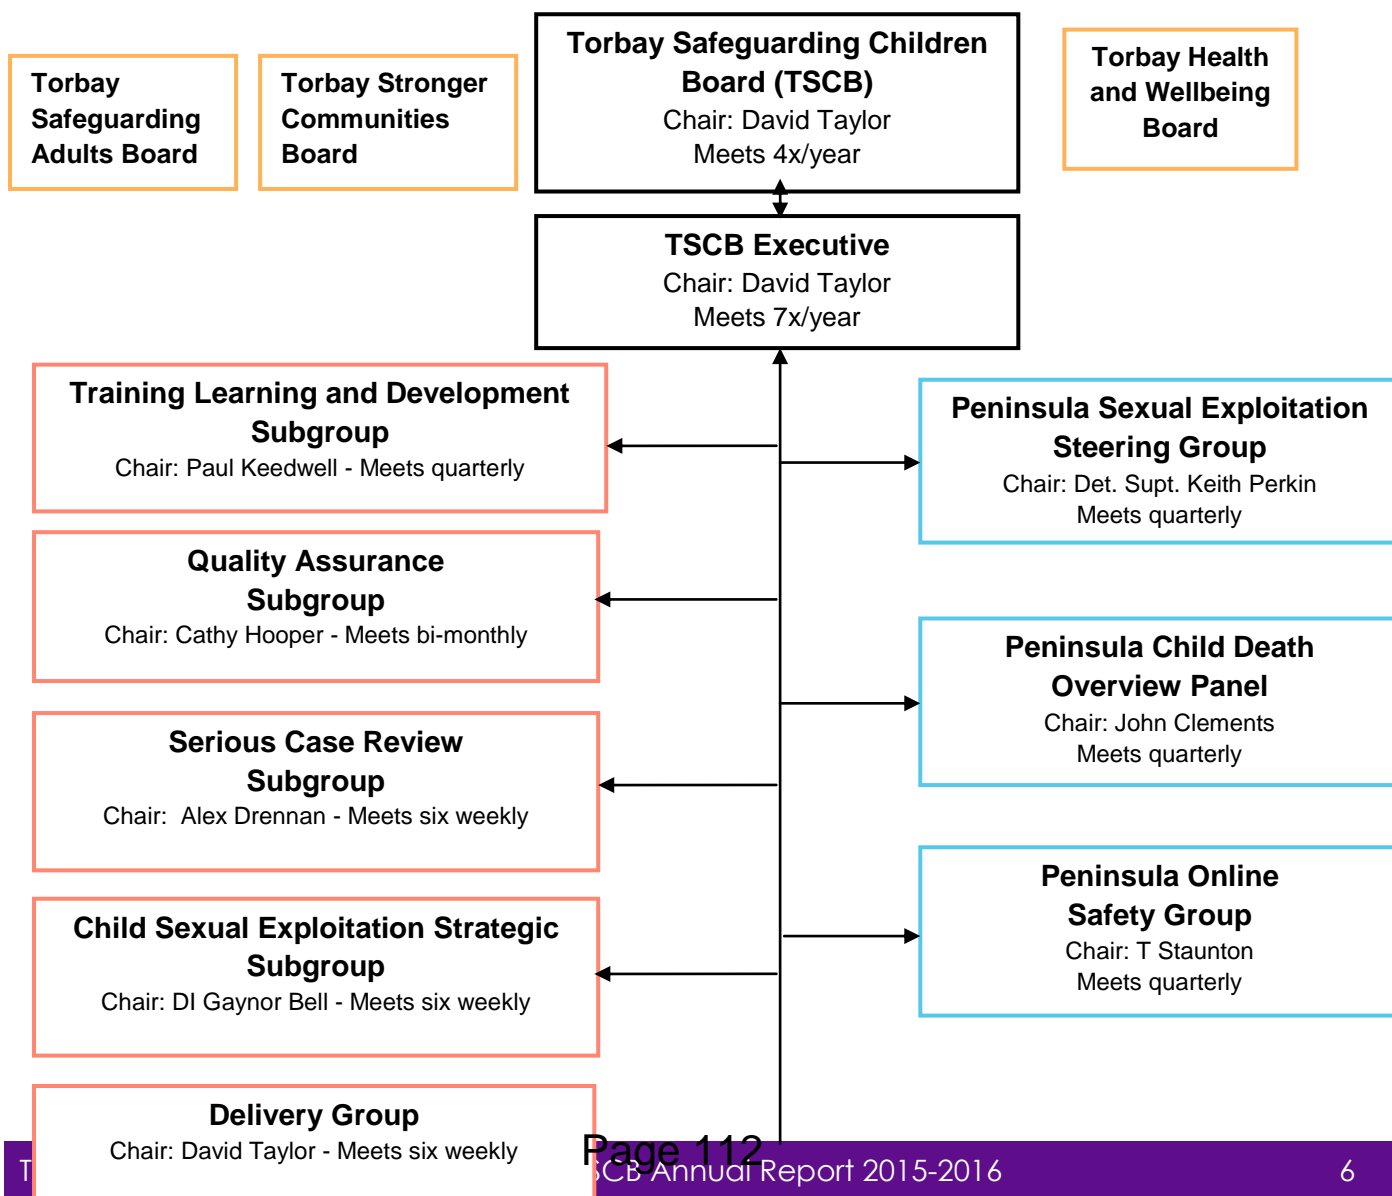 Torbay
Safeguarding
Adults Board
Torbay Stronger
Communities
Board
Torbay Safeguarding Children
Board (TSCB)
Chair: David Taylor
Meets 4x/year
Torbay Health
and Wellbeing
Board
TSCB Executive
Chair: David Taylor
Meets 7x/year
Training Learning and Development
Subgroup
Chair: Paul Keedwell - Meets quarterly
Peninsula Sexual Exploitation
Steering Group
Chair: Det. Supt. Keith Perkin
Meets quarterly
Quality Assurance
Subgroup
Chair: Cathy Hooper - Meets bi-monthly
Peninsula Child Death
Overview Panel
Chair: John Clements
Meets quarterly
Serious Case Review
Subgroup
Chair:  Alex Drennan - Meets six weekly
Peninsula Online
Safety Group
Chair: T Staunton
Meets quarterly
Child Sexual Exploitation Strategic
Subgroup
Chair: DI Gaynor Bell - Meets six weekly
Delivery Group
Chair: David Taylor - Meets six weekly
Page 112
Annual Report 2015-2016 6